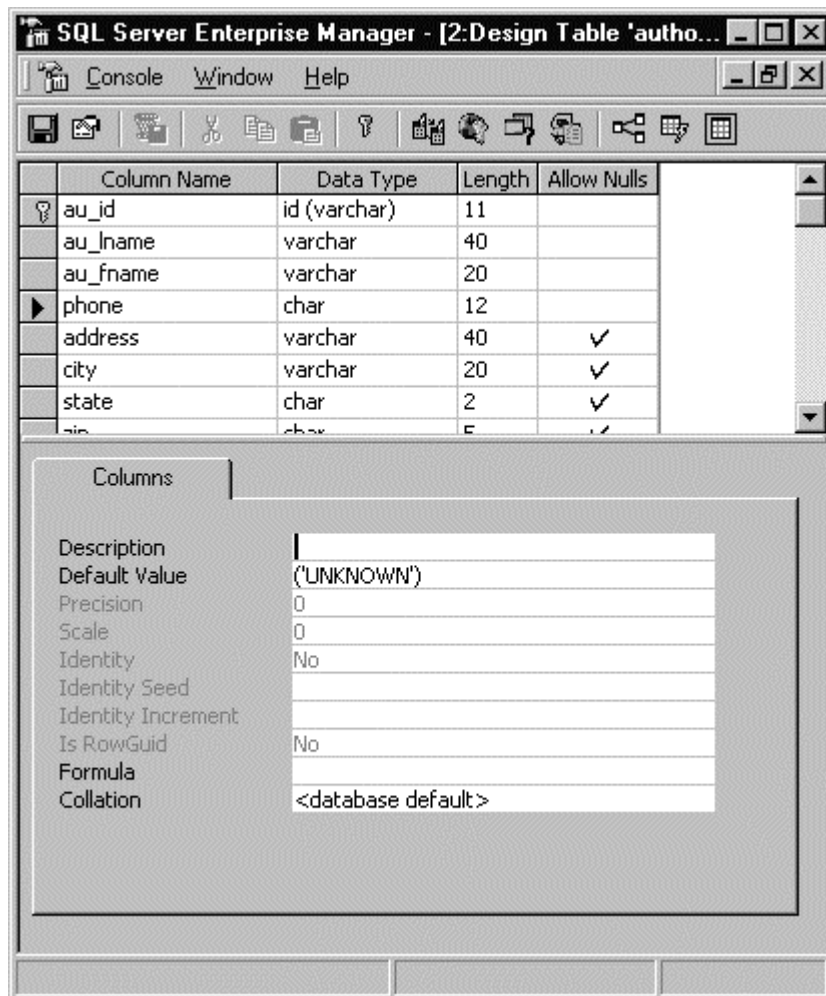 SQL Server Enterprise Manager - [2:Design Table 'autho...
Console Window Help
Column Name Data Type Length Allow Nulls
au_id id (varchar) 11
au_lname varchar 40
au_fname varchar 20
phone char 12
address varchar 40
city varchar 20
state char 2
zip char 5
Columns
Description
Default Value ('UNKNOWN')
Precision 0
Scale 0
Identity No
Identity Seed
Identity Increment
Is RowGuid No
Formula
Collation <database default>